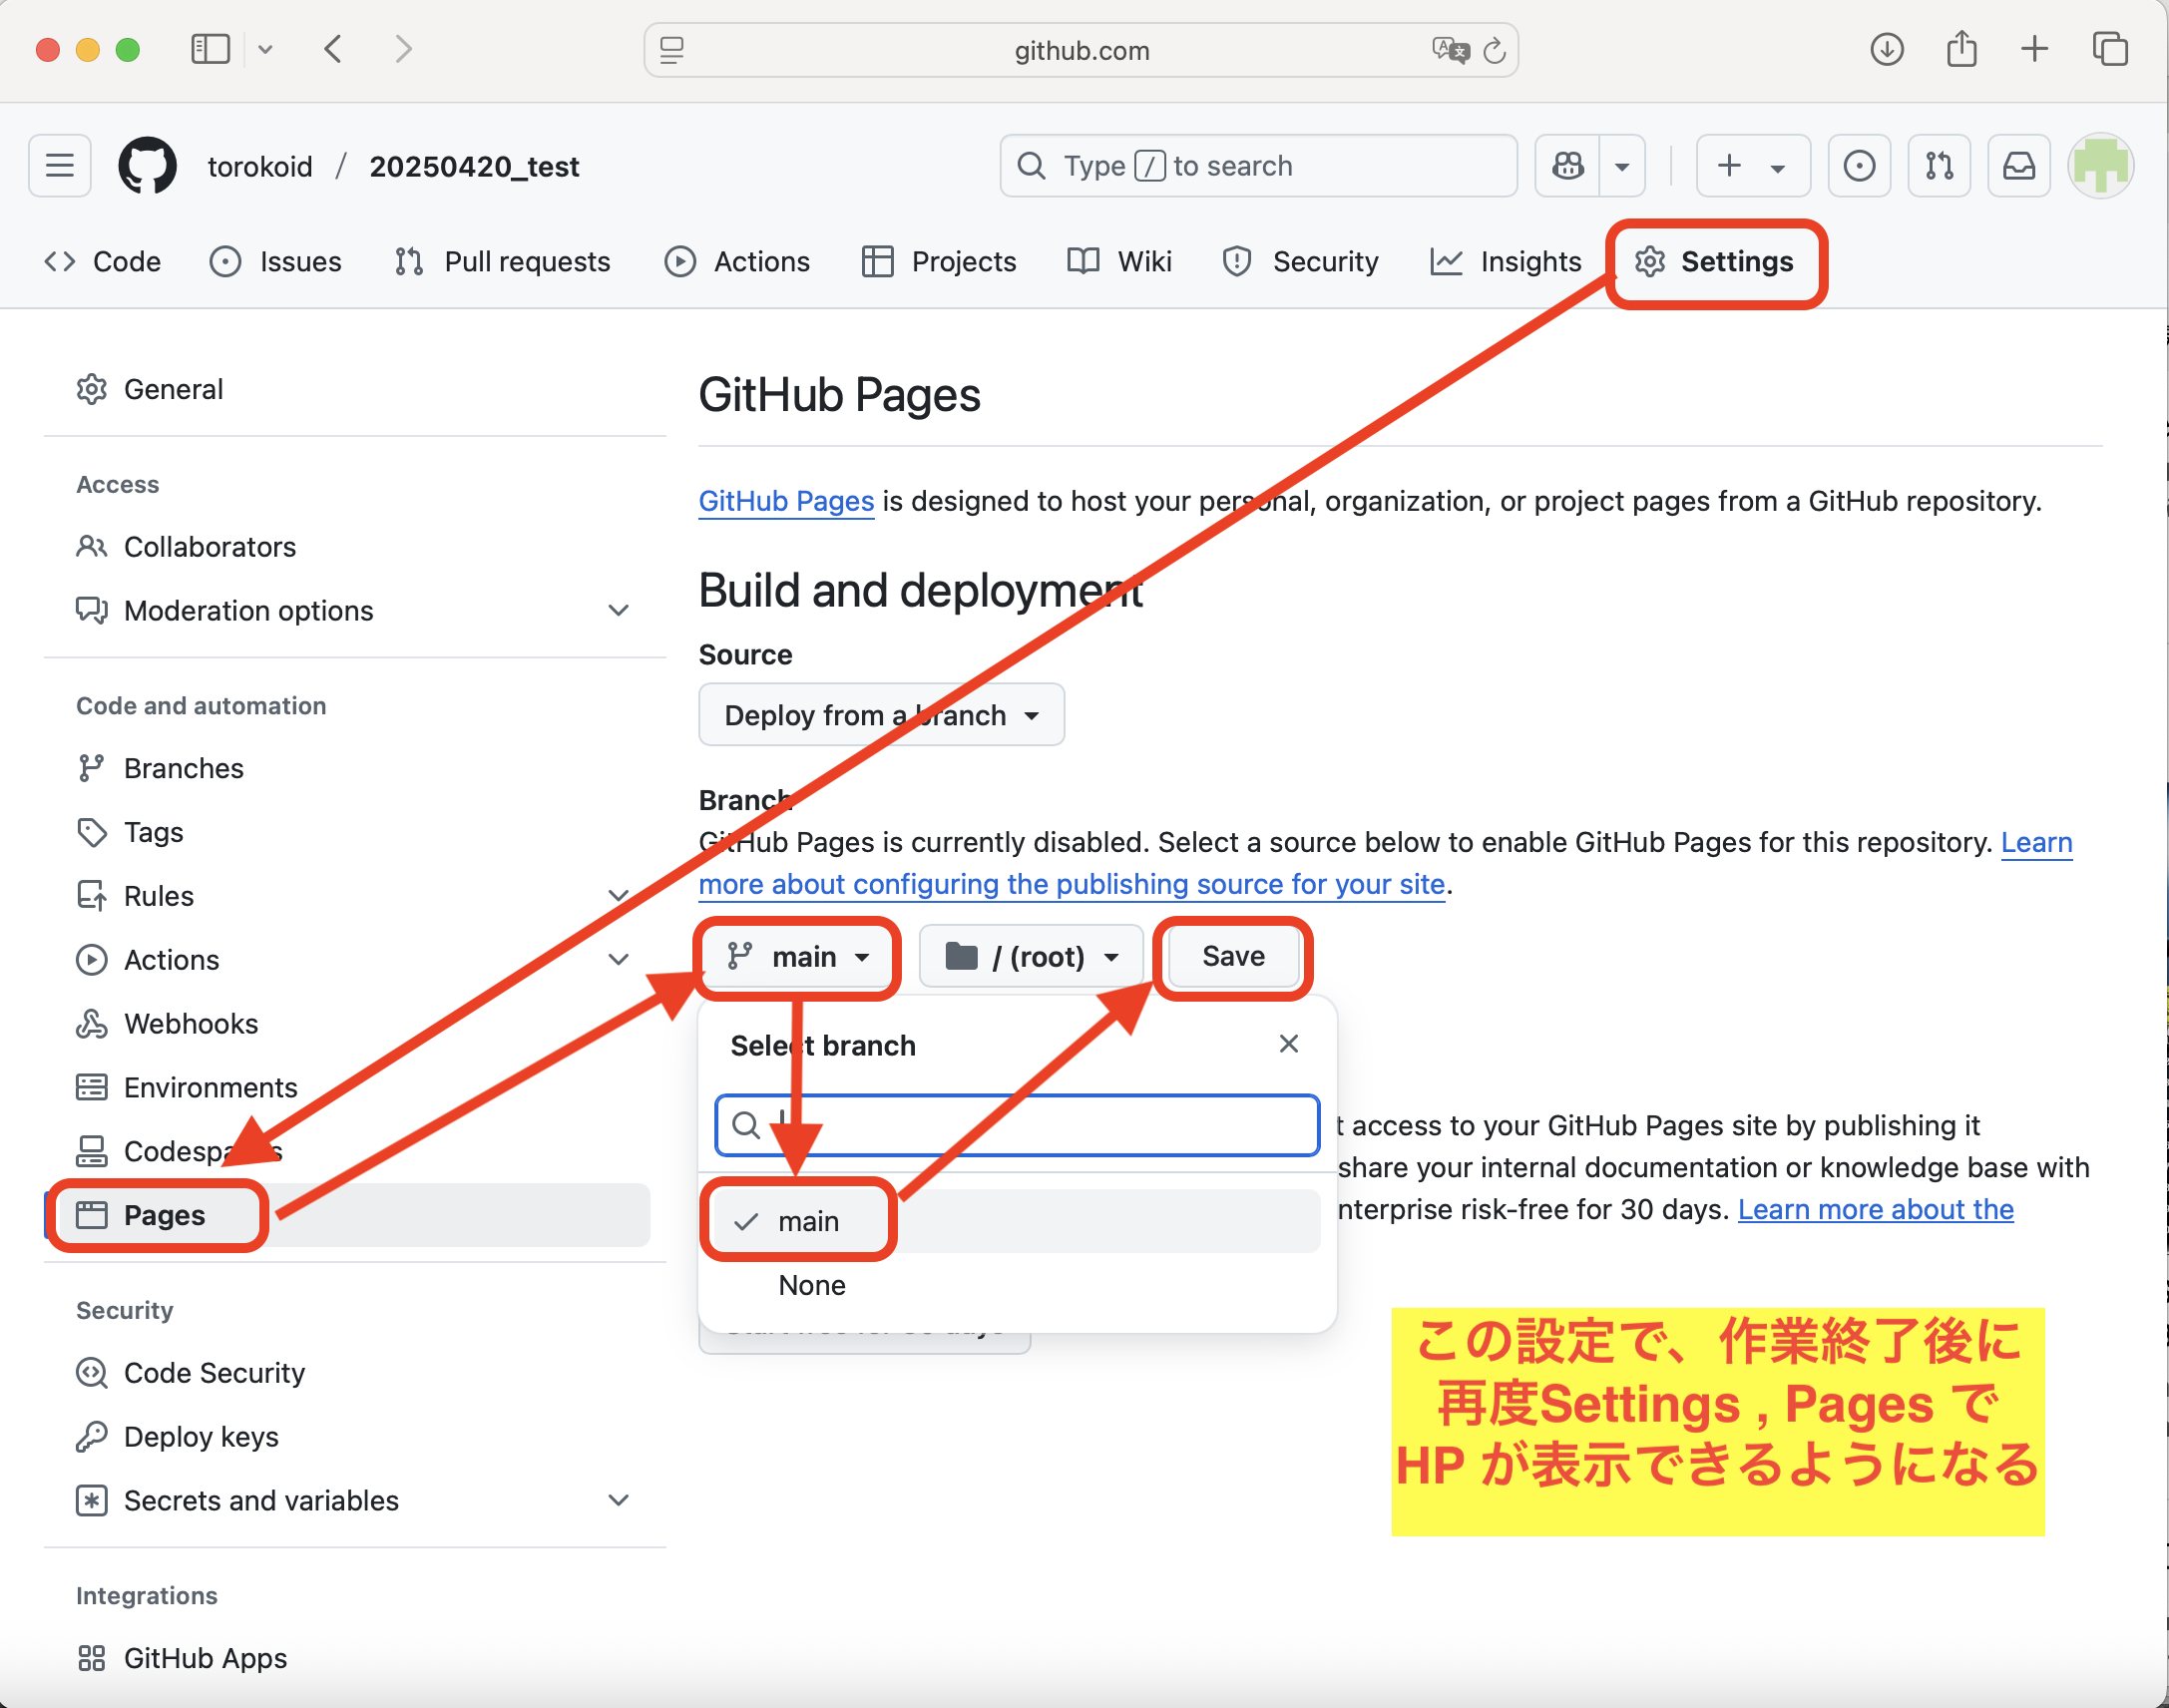 github.com
torokoid / 20250420_test
Type / to search
Code Issues Pull requests Actions Projects Wiki Security Insights Settings
General
Access
Collaborators
Moderation options
Code and automation
Branches
Tags
Rules
Actions
Webhooks
Environments
Codespaces
Pages
Security
Code Security
Deploy keys
Secrets and variables
Integrations
GitHub Apps
GitHub Pages
GitHub Pages is designed to host your personal, organization, or project pages from a GitHub repository.
Build and deployment
Source
Deploy from a branch
Branch
GitHub Pages is currently disabled. Select a source below to enable GitHub Pages for this repository. Learn
more about configuring the publishing source for your site.
main / (root) Save
Select branch
main
None
access to your GitHub Pages site by publishing it
share your internal documentation or knowledge base with
risk-free for 30 days. Learn more about the
この設定で、作業終了後に
再度Settings , Pages で
HP が表示できるようになる